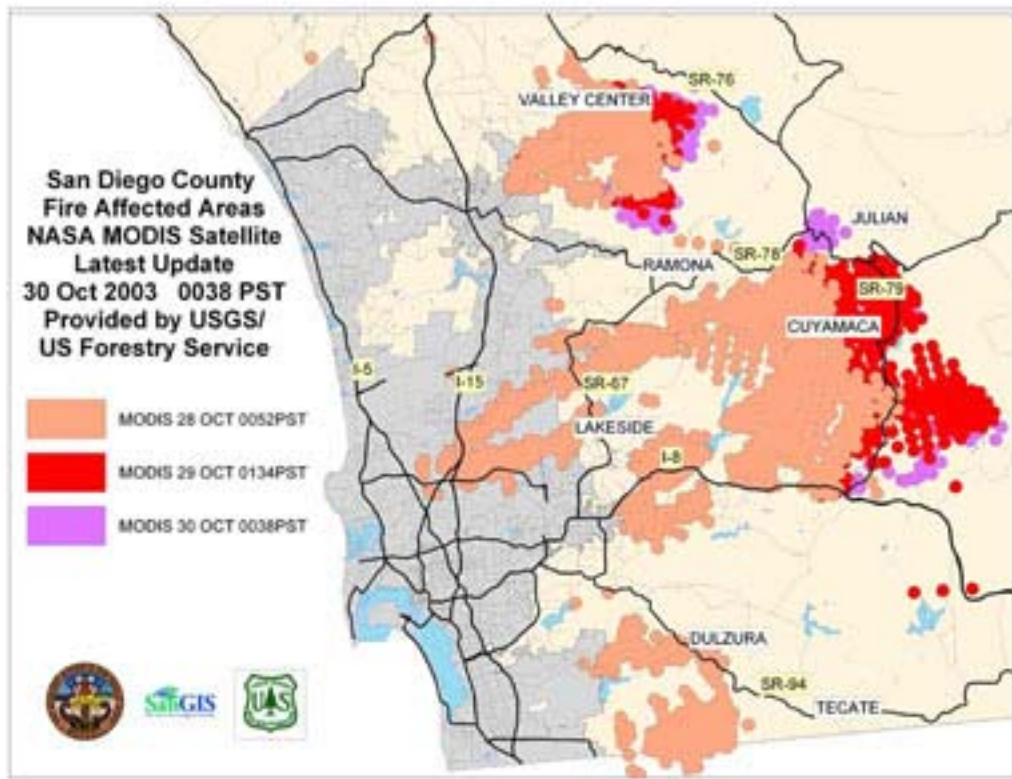 San Diego County
Fire Affected Areas
NASA MODIS Satellite
Latest Update
30 Oct 2003 0038 PST
Provided by USGS/
US Forestry Service
MODIS 28 OCT 0052PST
MODIS 29 OCT 0134PST
MODIS 30 OCT 0038PST
SR-76
VALLEY CENTER
JULIAN
SR-78
RAMONA
SR-79
CUYAMACA
I-5
I-15
SR-67
LAKESIDE
I-8
DULZURA
SR-94
TECATE
SanGIS
U S